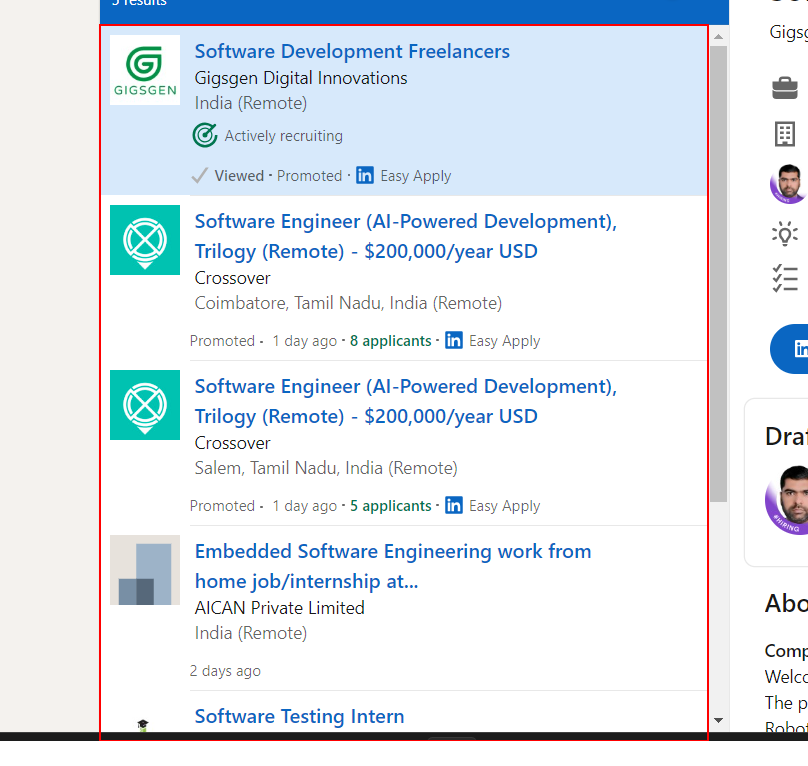 5 results
Software Development Freelancers
GIGSGEN
Gigsgen Digital Innovations
India (Remote)
Actively recruiting
Viewed · Promoted · in Easy Apply
Software Engineer (AI-Powered Development),
Trilogy (Remote) - $200,000/year USD
Crossover
Coimbatore, Tamil Nadu, India (Remote)
Promoted · 1 day ago · 8 applicants · in Easy Apply
Software Engineer (AI-Powered Development),
Trilogy (Remote) - $200,000/year USD
Crossover
Salem, Tamil Nadu, India (Remote)
Promoted · 1 day ago · 5 applicants · in Easy Apply
Embedded Software Engineering work from
home job/internship at...
AICAN Private Limited
India (Remote)
2 days ago
Software Testing Intern
Gigsg
in
Draf
#HIRING
Abo
Comp
Welco
The p
Robot